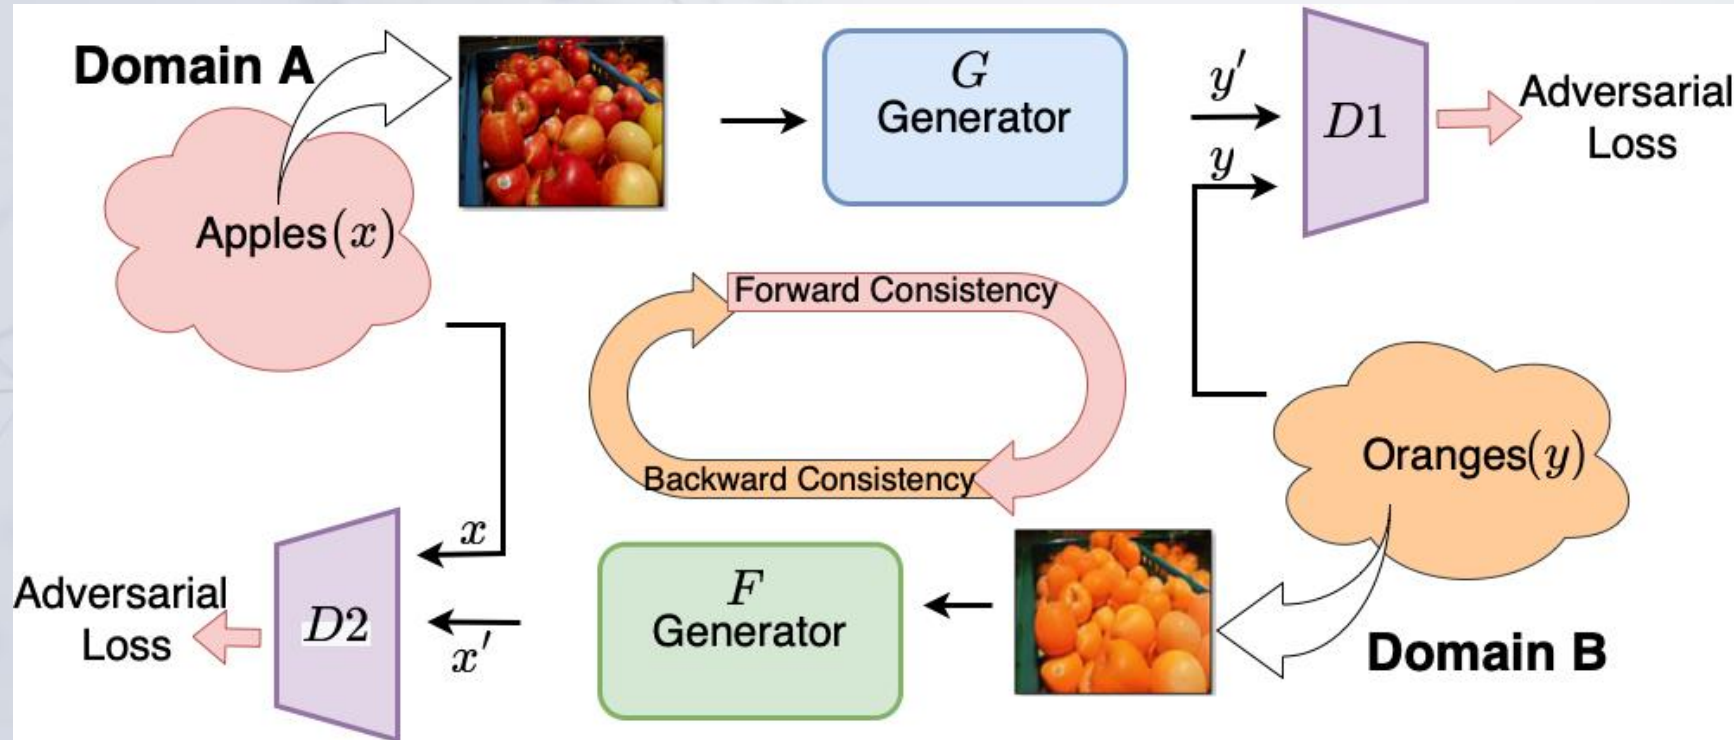 Domain A
Apples(x)
G
Generator
y′
y
D1
Adversarial
Loss
Forward Consistency
Backward Consistency
Oranges(y)
Domain B
F
Generator
x
x′
D2
Adversarial
Loss